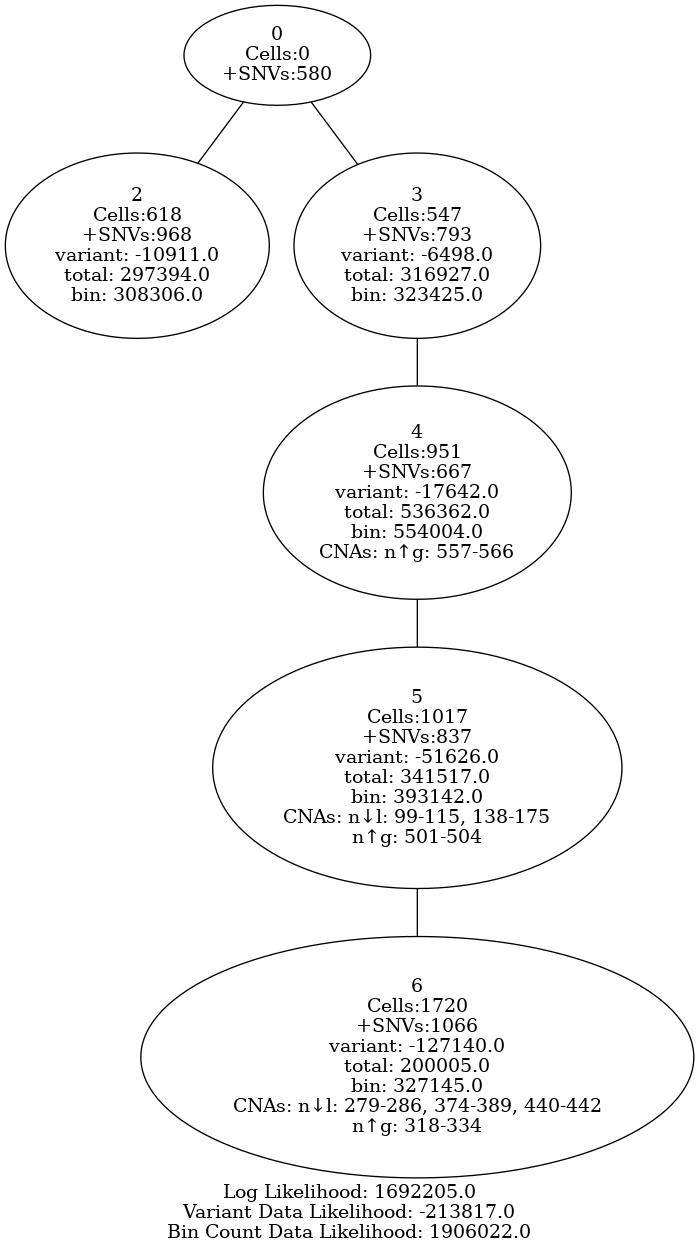 0
Cells:0
+SNVs:580
2
Cells:618
+SNVs:968
variant: -10911.0
total: 297394.0
bin: 308306.0
3
Cells:547
+SNVs:793
variant: -6498.0
total: 316927.0
bin: 323425.0
4
Cells:951
+SNVs:667
variant: -17642.0
total: 536362.0
bin: 554004.0
CNAs: n↑g: 557-566
5
Cells:1017
+SNVs:837
variant: -51626.0
total: 341517.0
bin: 393142.0
CNAs: n↓l: 99-115, 138-175
n↑g: 501-504
6
Cells:1720
+SNVs:1066
variant: -127140.0
total: 200005.0
bin: 327145.0
CNAs: n↓l: 279-286, 374-389, 440-442
n↑g: 318-334
Log Likelihood: 1692205.0
Variant Data Likelihood: -213817.0
Bin Count Data Likelihood: 1906022.0